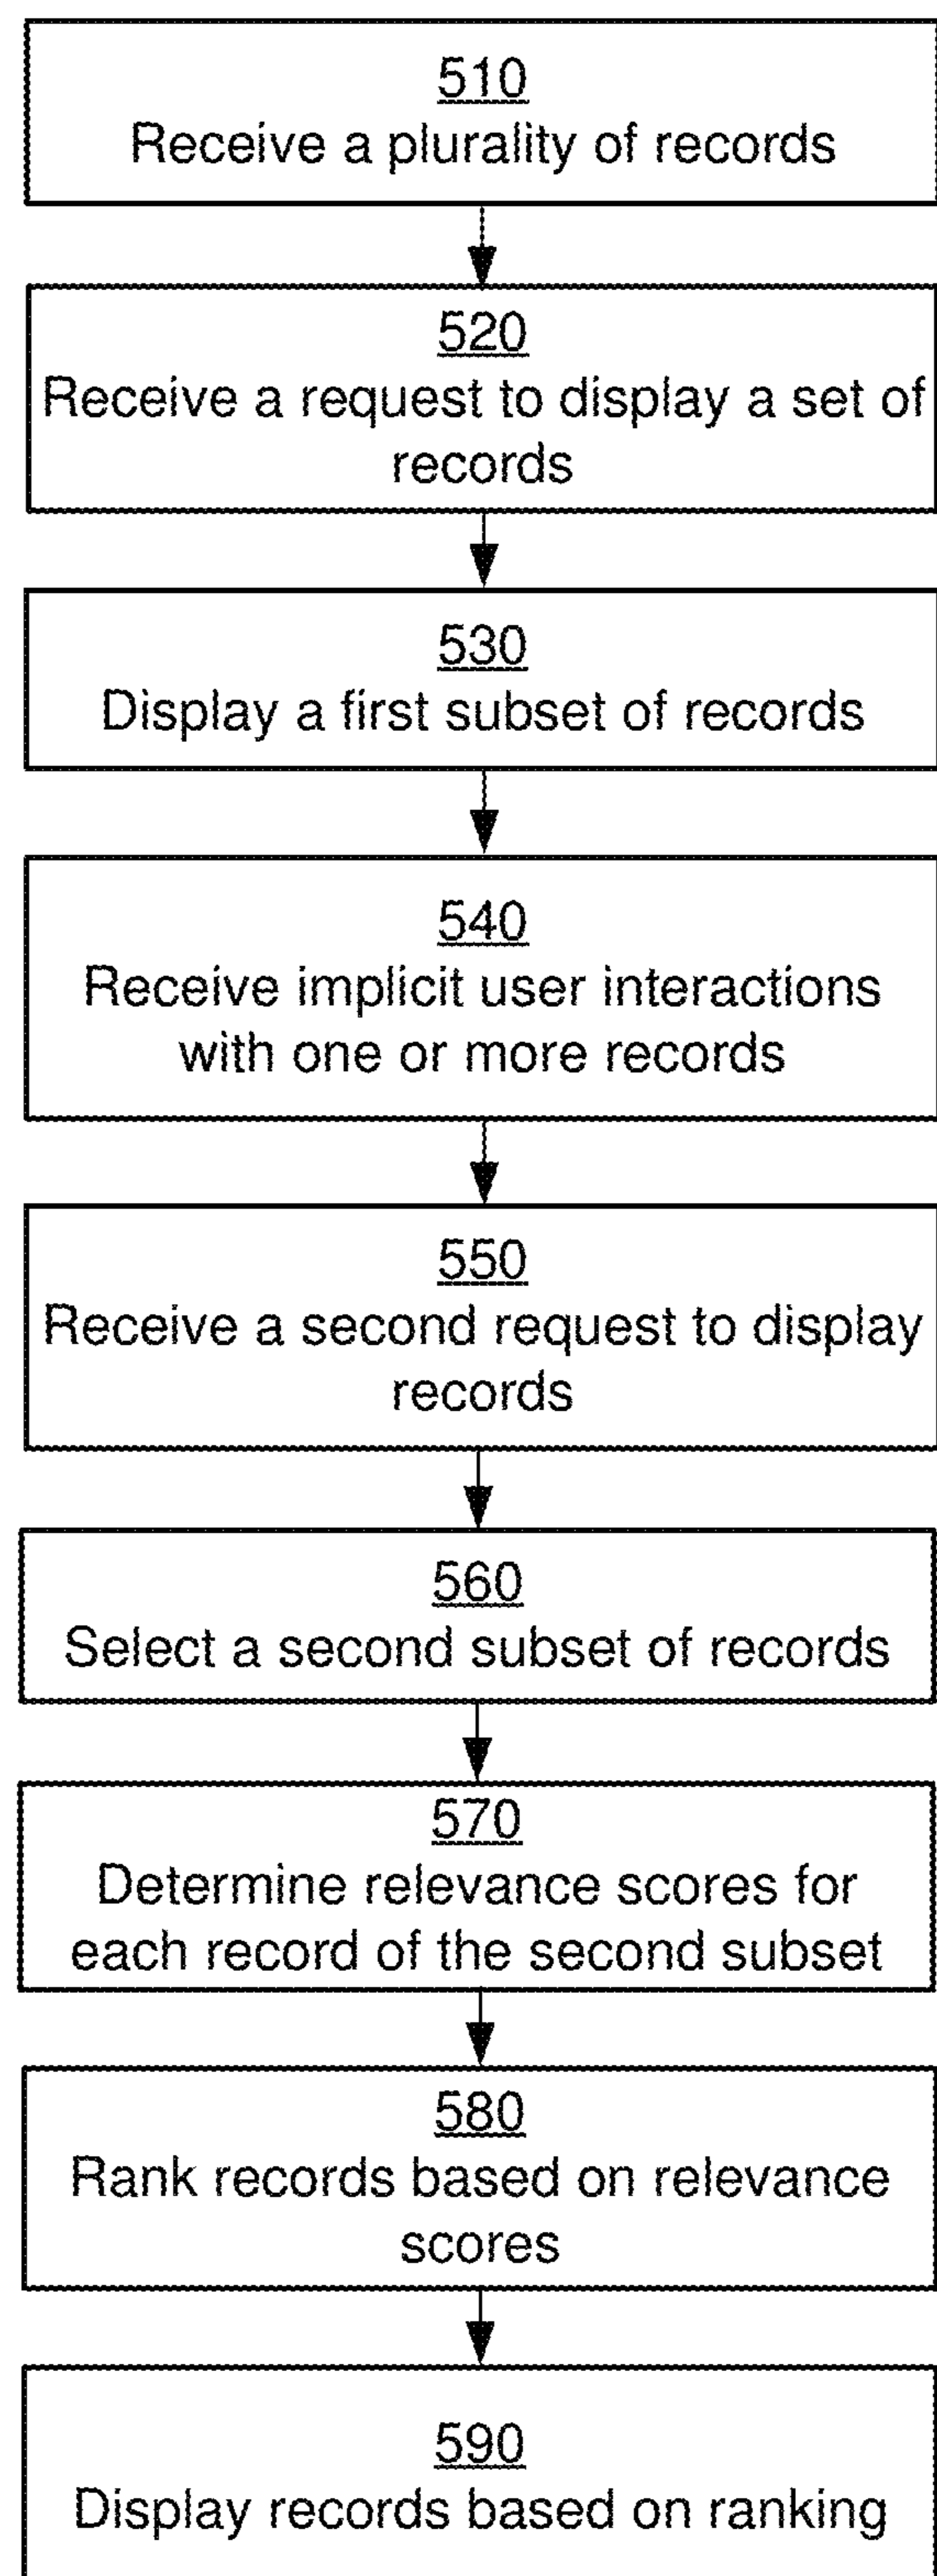 510
Receive a plurality of records
520
Receive a request to display a set of
records
530
Display a first subset of records
540
Receive implicit user interactions
with one or more records
550
Receive a second request to display
records
560
Select a second subset of records
570
Determine relevance scores for
each record of the second subset
580
Rank records based on relevance
scores
590
Display records based on ranking